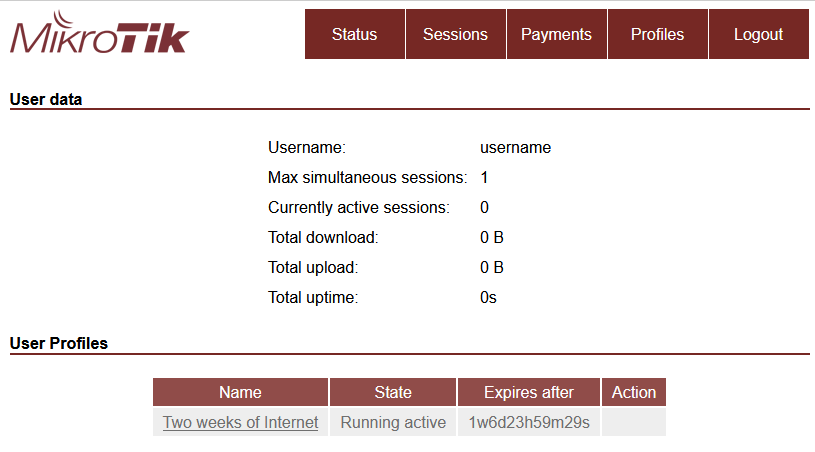 MikroTik
Status Sessions Payments Profiles Logout
User data
Username: username
Max simultaneous sessions: 1
Currently active sessions: 0
Total download: 0 B
Total upload: 0 B
Total uptime: 0s
User Profiles
Name State Expires after Action
Two weeks of Internet Running active 1w6d23h59m29s